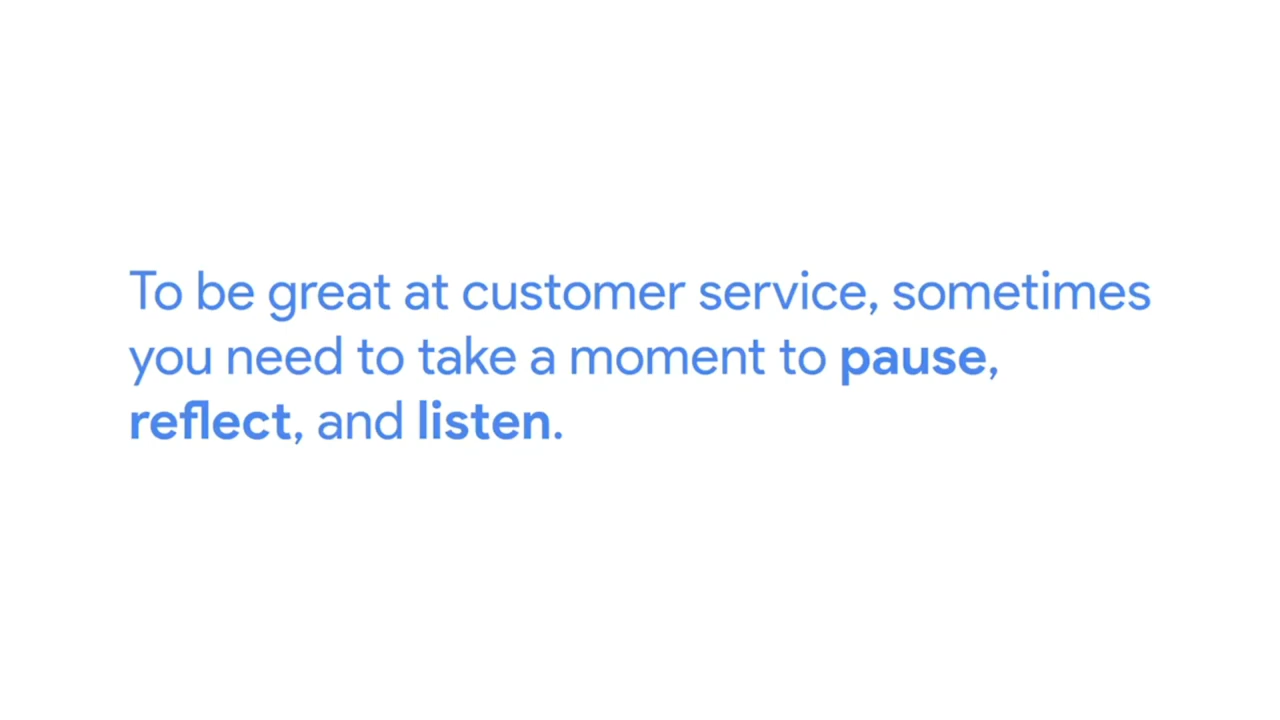 To be great at customer service, sometimes
you need to take a moment to pause,
reflect, and listen.